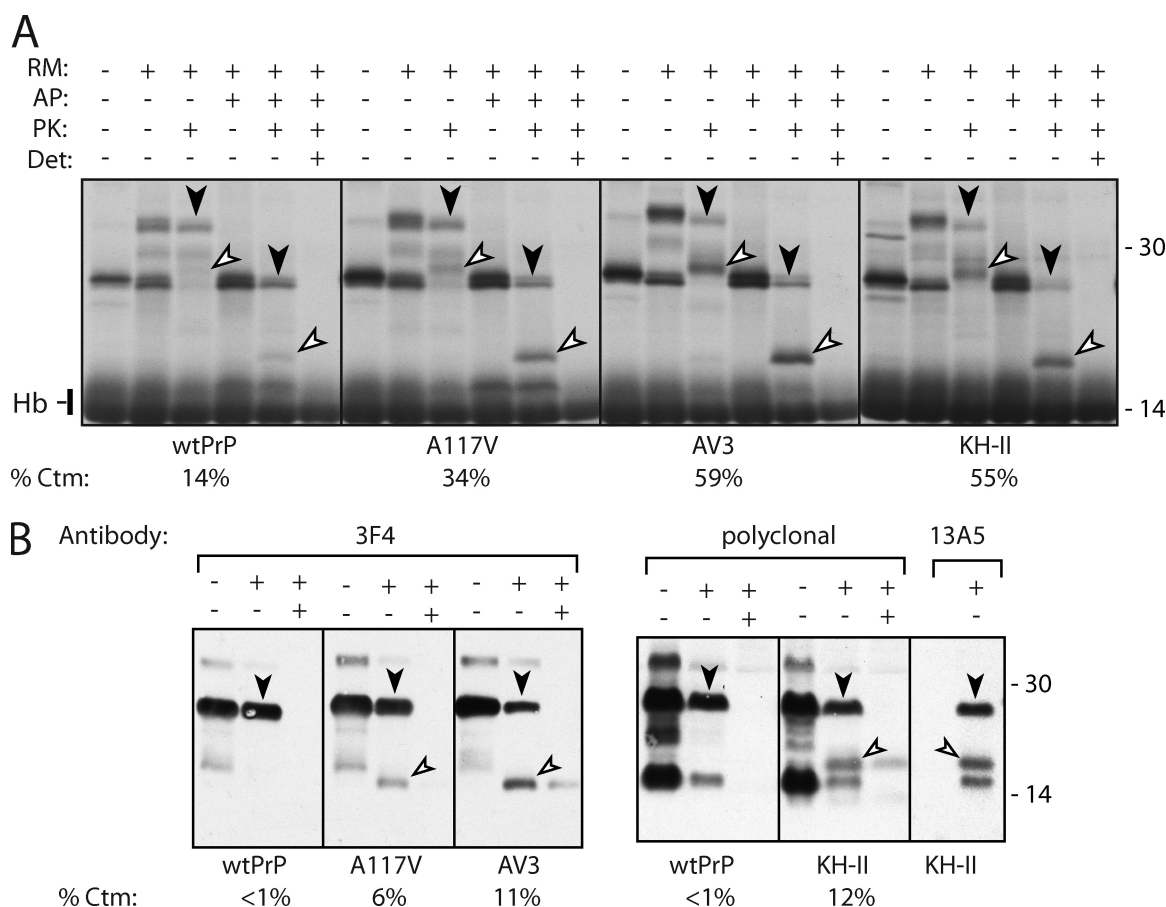 A
RM: - + + + + + - + + + + + - + + + + + - + + + + +
AP: - - - + + + - - - + + + - - - + + + - - - + + +
PK: - - + - + + - - + - + + - - + - + + - - + - + +
Det: - - - - - + - - - - - + - - - - - + - - - - - +
- 30
Hb
- 14
wtPrP A117V AV3 KH-II
% Ctm: 14% 34% 59% 55%
B
Antibody: 3F4 polyclonal 13A5
- + + - + + - + + - + + - + + +
- - + - - + - - + - - + - - + -
- 30
- 14
wtPrP A117V AV3 wtPrP KH-II KH-II
% Ctm: <1% 6% 11% <1% 12%